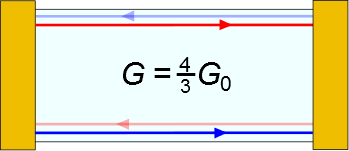 G = 4/3 G₀